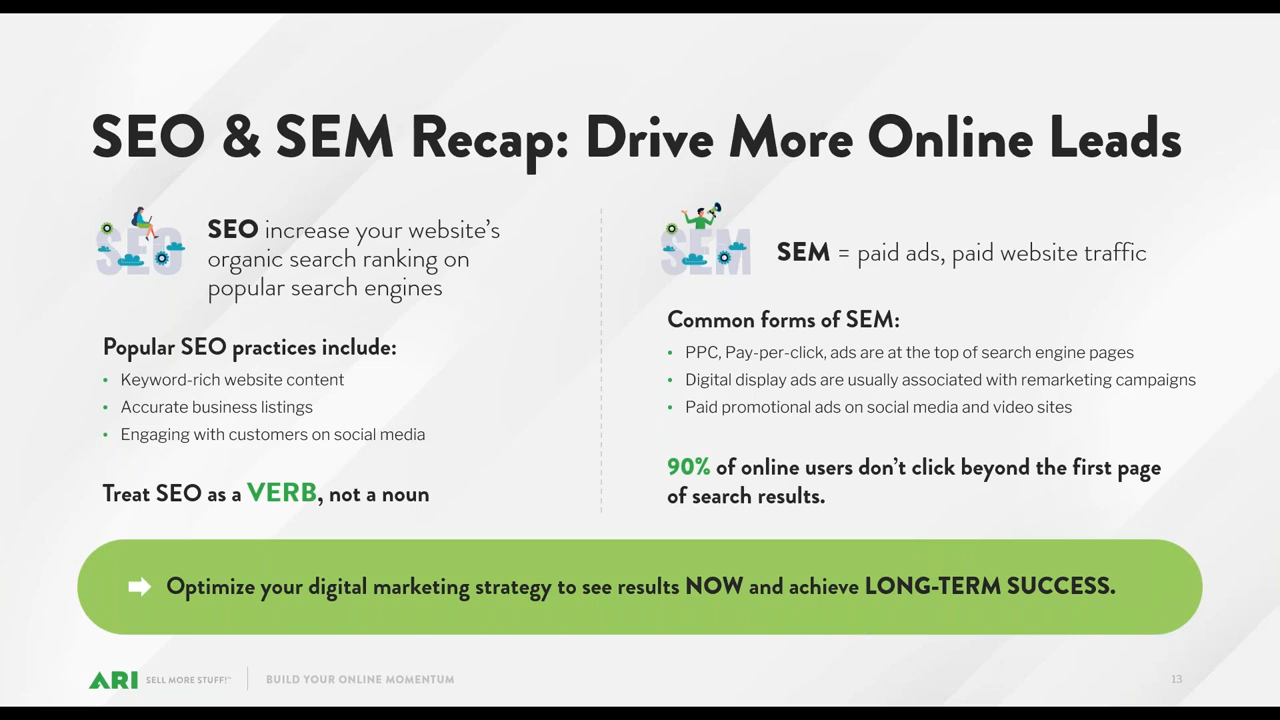 SEO & SEM Recap: Drive More Online Leads
SEO
SEO increase your website's
organic search ranking on
popular search engines
Popular SEO practices include:
• Keyword-rich website content
• Accurate business listings
• Engaging with customers on social media
Treat SEO as a VERB, not a noun
SEM
SEM = paid ads, paid website traffic
Common forms of SEM:
• PPC, Pay-per-click, ads are at the top of search engine pages
• Digital display ads are usually associated with remarketing campaigns
• Paid promotional ads on social media and video sites
90% of online users don't click beyond the first page
of search results.
Optimize your digital marketing strategy to see results NOW and achieve LONG-TERM SUCCESS.
ARI SELL MORE STUFF!™ BUILD YOUR ONLINE MOMENTUM 13